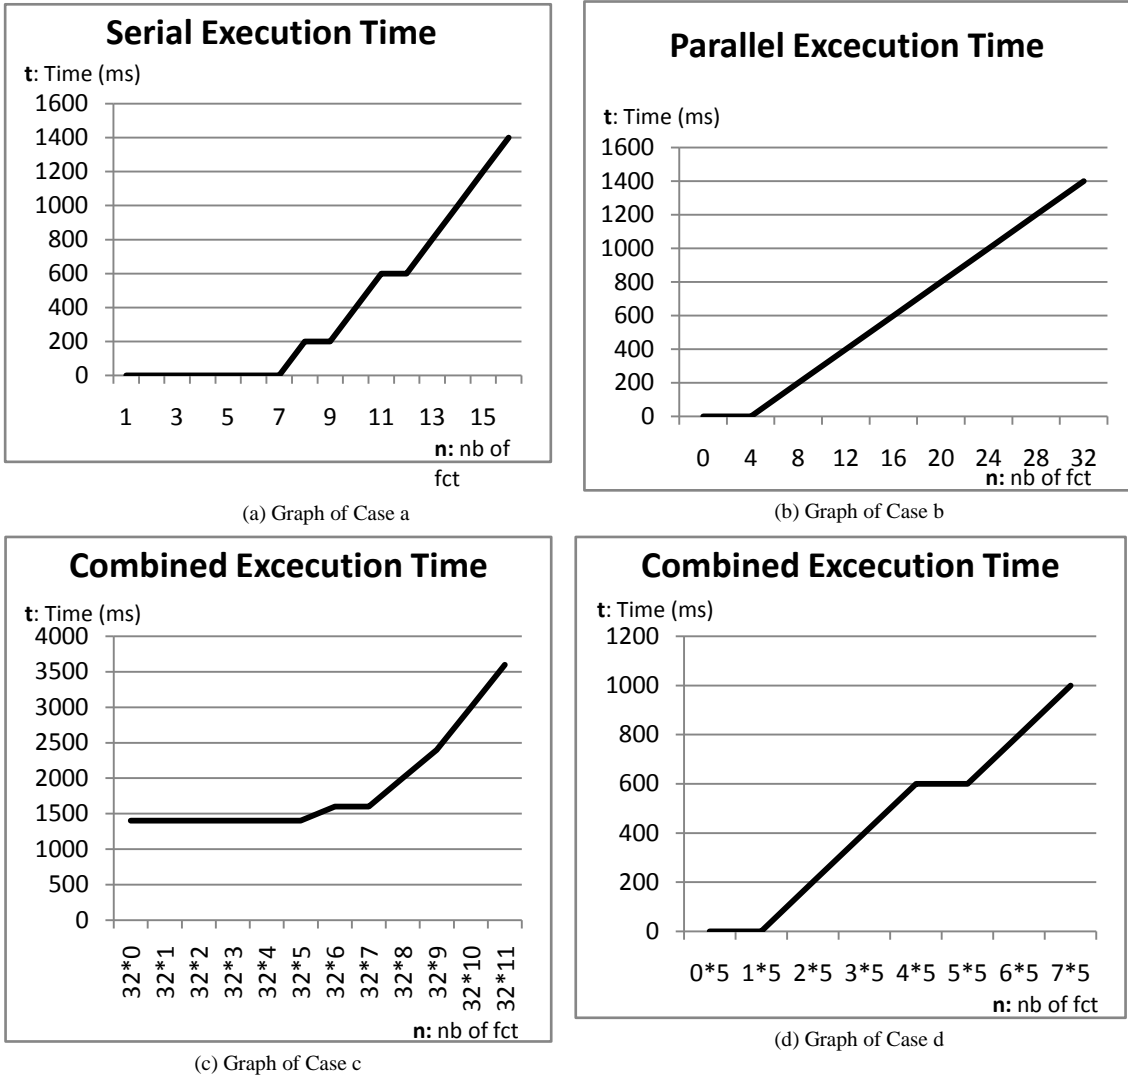 Serial Execution Time
t: Time (ms)
1600
1400
1200
1000
800
600
400
200
0
1 3 5 7 9 11 13 15
n: nb of
fct
(a) Graph of Case a
Parallel Excecution Time
t: Time (ms)
1600
1400
1200
1000
800
600
400
200
0
0 4 8 12 16 20 24 28 32
n: nb of fct
(b) Graph of Case b
Combined Excecution Time
t: Time (ms)
4000
3500
3000
2500
2000
1500
1000
500
0
32*0 32*1 32*2 32*3 32*4 32*5 32*6 32*7 32*8 32*9 32*10 32*11
n: nb of fct
(c) Graph of Case c
Combined Excecution Time
t: Time (ms)
1200
1000
800
600
400
200
0
0*5 1*5 2*5 3*5 4*5 5*5 6*5 7*5
n: nb of fct
(d) Graph of Case d